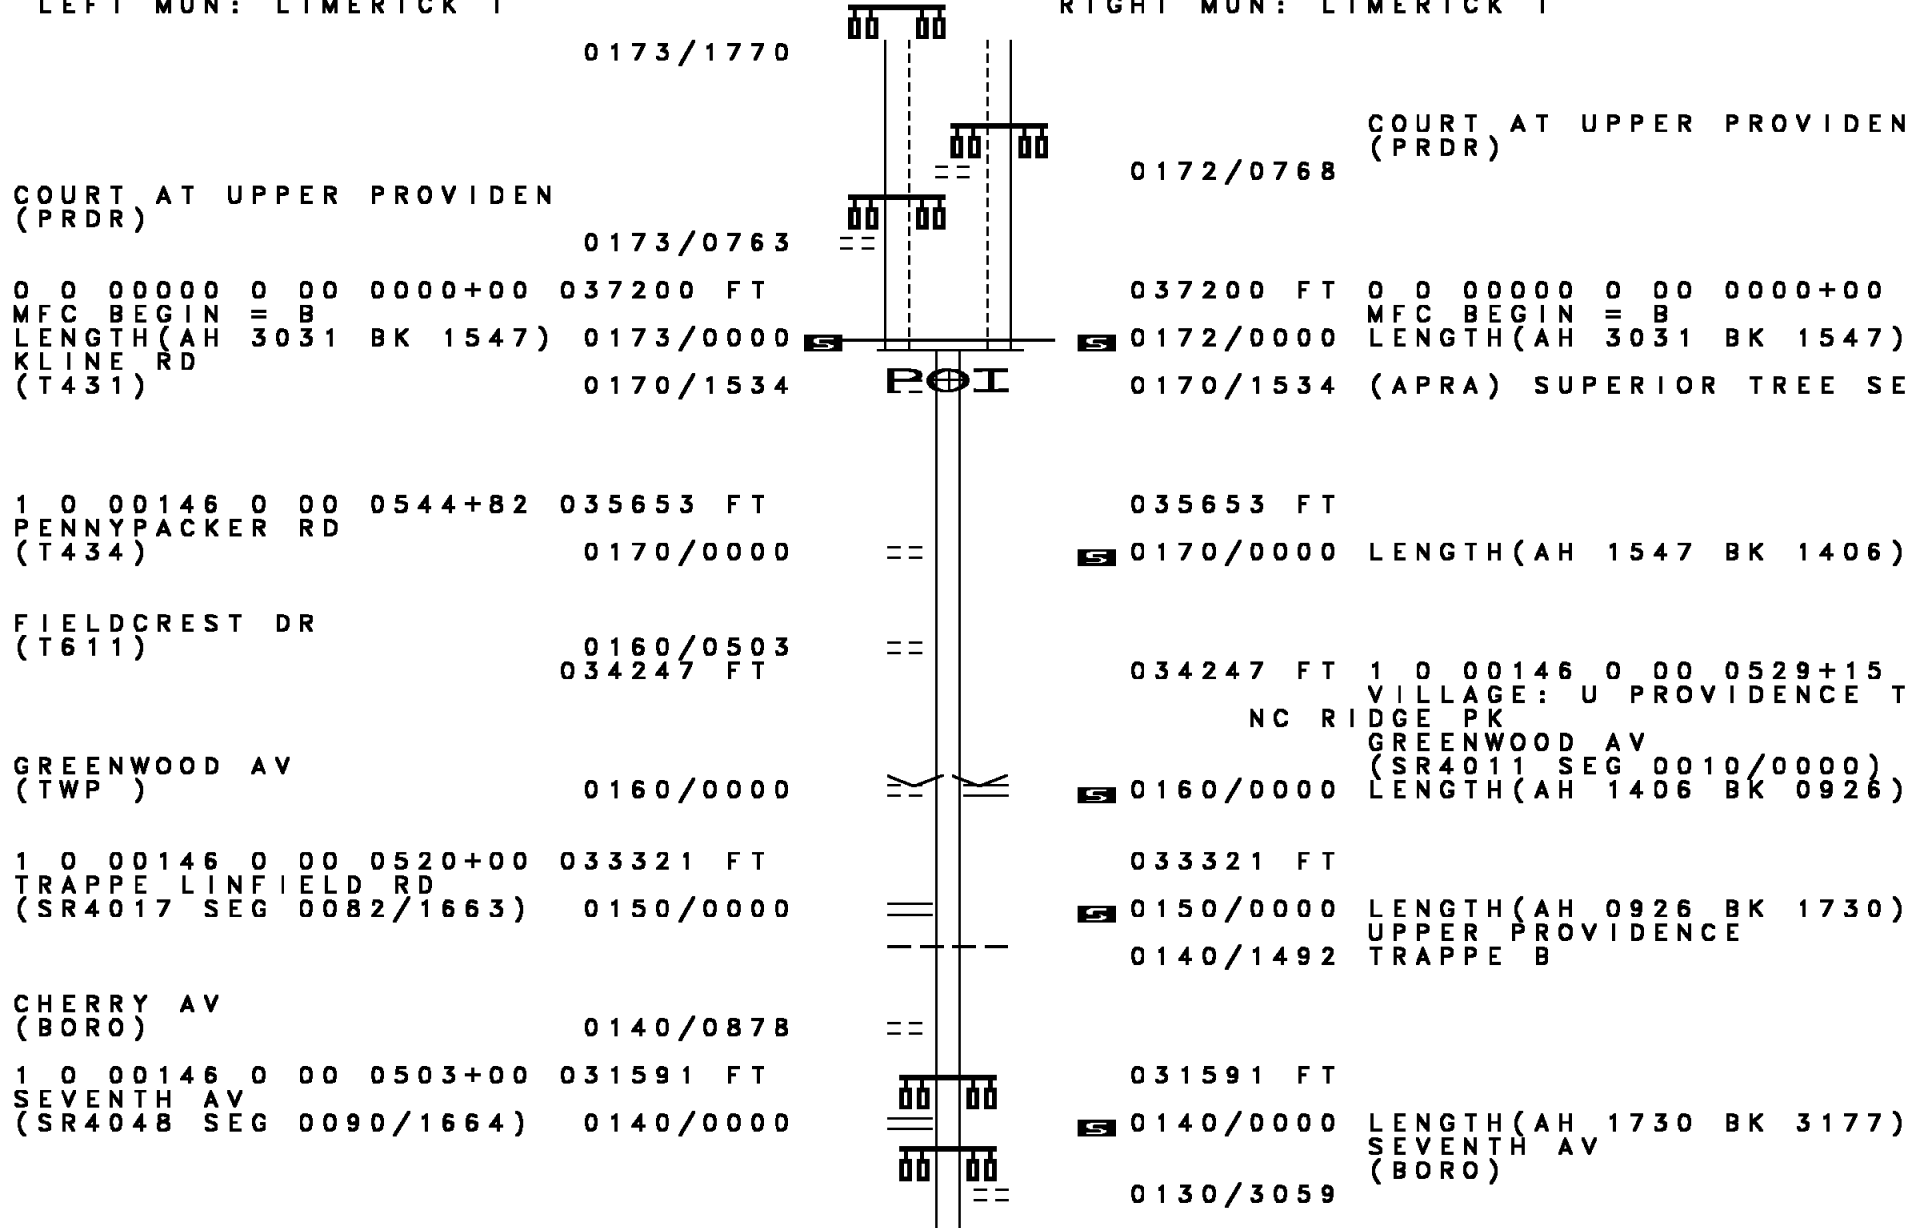 LEFT MUN: LIMERICK T RIGHT MUN: LIMERICK T
0173/1770
COURT AT UPPER PROVIDEN
(PRDR)
0172/0768
COURT AT UPPER PROVIDEN
(PRDR)
0173/0763
0 0 00000 0 00 0000+00 037200 FT 037200 FT 0 0 00000 0 00 0000+00
MFC BEGIN = B MFC BEGIN = B
LENGTH(AH 3031 BK 1547) 0173/0000 S S 0172/0000 LENGTH(AH 3031 BK 1547)
KLINE RD
(T431) 0170/1534 POI 0170/1534 (APRA) SUPERIOR TREE SE
1 0 00146 0 00 0544+82 035653 FT 035653 FT
PENNYPACKER RD
(T434) 0170/0000 S 0170/0000 LENGTH(AH 1547 BK 1406)
FIELDCREST DR
(T611) 0160/0503
034247 FT 034247 FT 1 0 00146 0 00 0529+15
VILLAGE: U PROVIDENCE T
NC RIDGE PK
GREENWOOD AV
GREENWOOD AV (SR4011 SEG 0010/0000)
(TWP ) 0160/0000 S 0160/0000 LENGTH(AH 1406 BK 0926)
1 0 00146 0 00 0520+00 033321 FT 033321 FT
TRAPPE LINFIELD RD
(SR4017 SEG 0082/1663) 0150/0000 S 0150/0000 LENGTH(AH 0926 BK 1730)
UPPER PROVIDENCE
0140/1492 TRAPPE B
CHERRY AV
(BORO) 0140/0878
1 0 00146 0 00 0503+00 031591 FT 031591 FT
SEVENTH AV
(SR4048 SEG 0090/1664) 0140/0000 S 0140/0000 LENGTH(AH 1730 BK 3177)
SEVENTH AV
(BORO)
0130/3059